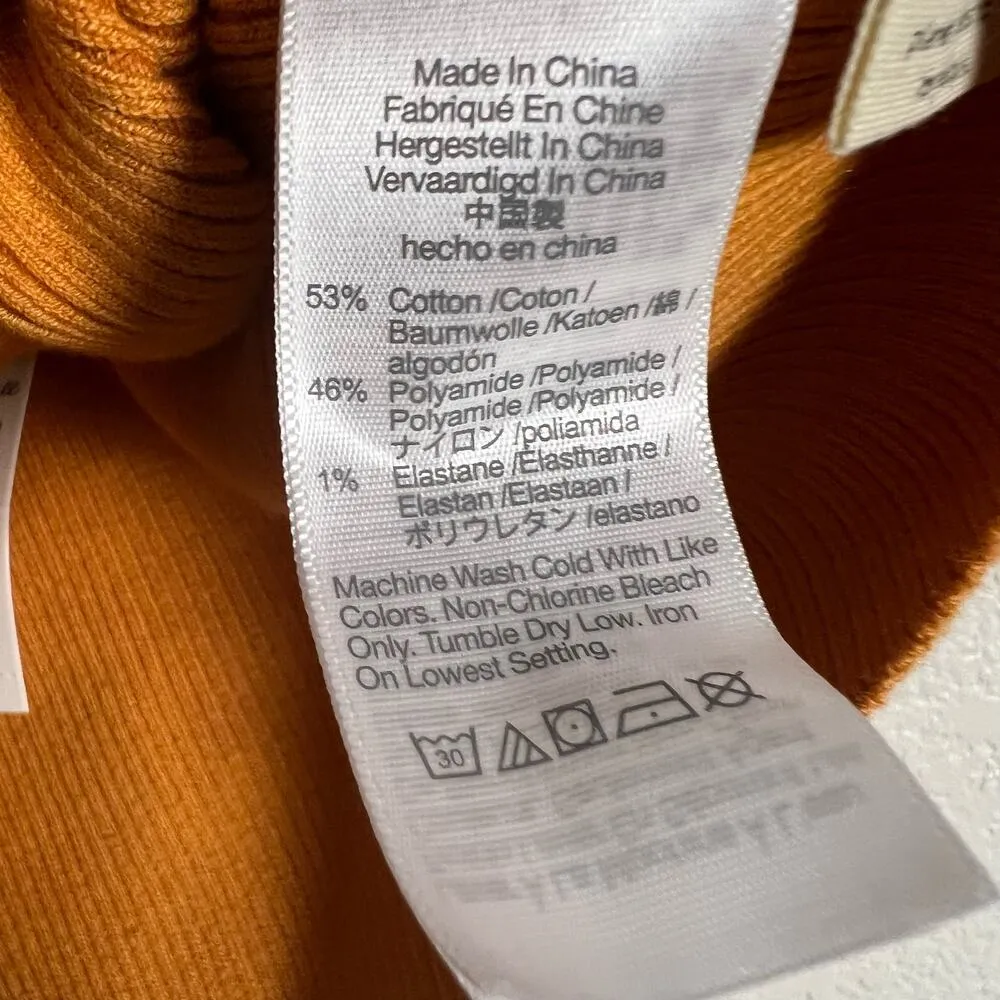 Made In China
Fabriqué En Chine
Hergestellt In China
Vervaardigd In China
中国製
hecho en china
53% Cotton /Coton /
Baumwolle /Katoen /綿 /
algodón
46% Polyamide /Polyamide /
Polyamide /Polyamide /
ナイロン /poliamida
1% Elastane /Élasthanne /
Elastan /Elastaan /
ポリウレタン /elastano
Machine Wash Cold With Like
Colors. Non-Chlorine Bleach
Only. Tumble Dry Low. Iron
On Lowest Setting.
30